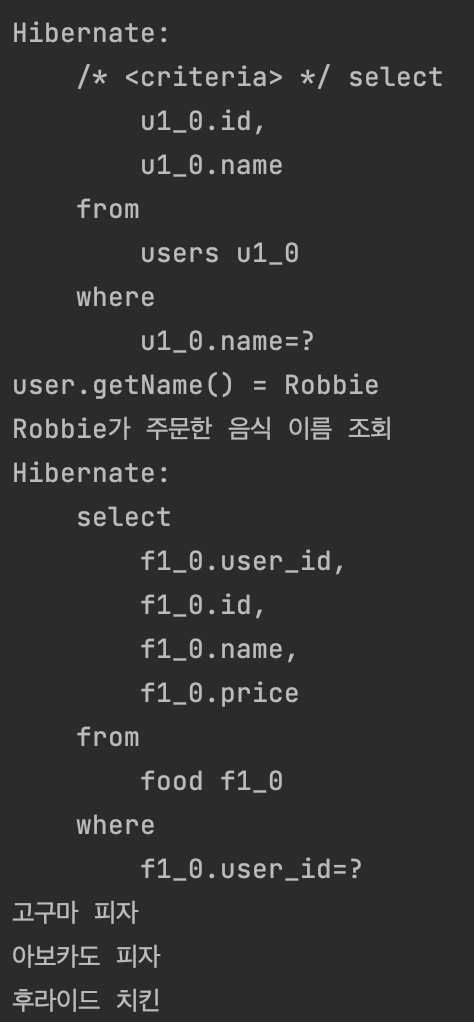 Hibernate:
    /* <criteria> */ select
        u1_0.id,
        u1_0.name
    from
        users u1_0
    where
        u1_0.name=?
user.getName() = Robbie
Robbie가 주문한 음식 이름 조회
Hibernate:
    select
        f1_0.user_id,
        f1_0.id,
        f1_0.name,
        f1_0.price
    from
        food f1_0
    where
        f1_0.user_id=?
고구마 피자
아보카도 피자
후라이드 치킨